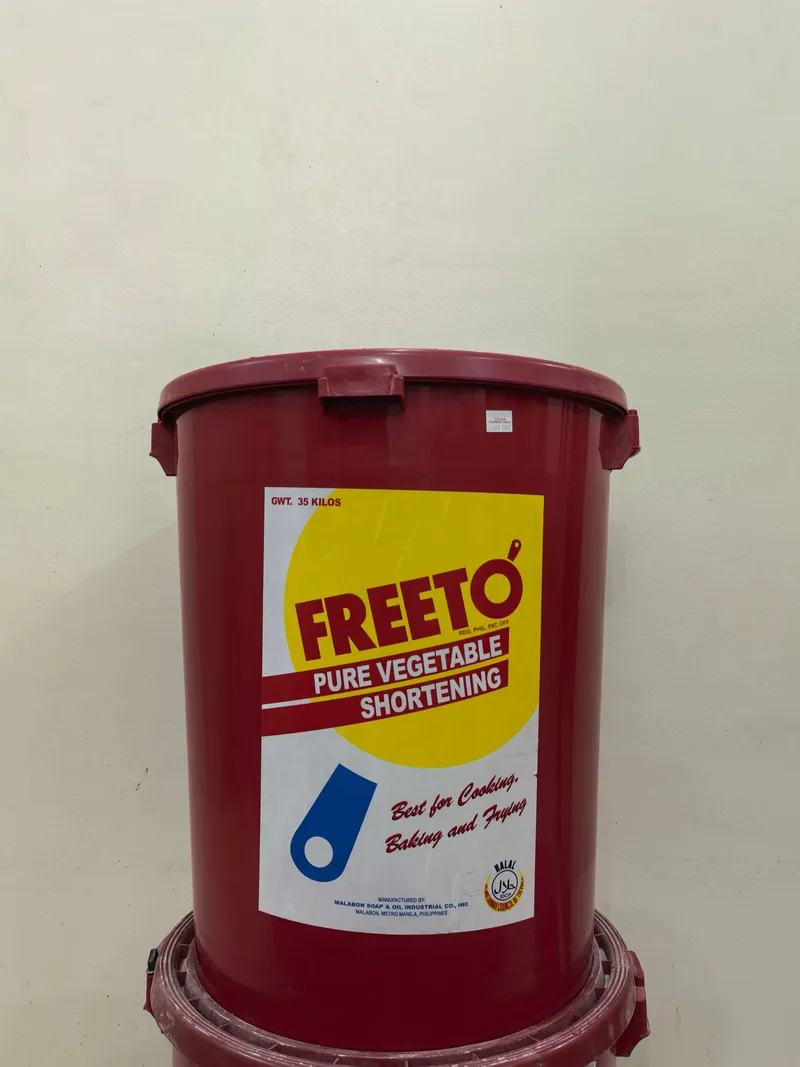 GWT. 35 KILOS
FREETO
REG. PHIL. PAT. OFF
PURE VEGETABLE
SHORTENING
Best for Cooking,
Baking and Frying
HALAL
حلال
MANUFACTURED BY:
MALABON SOAP & OIL INDUSTRIAL CO., INC
MALABON, METRO MANILA, PHILIPPINES